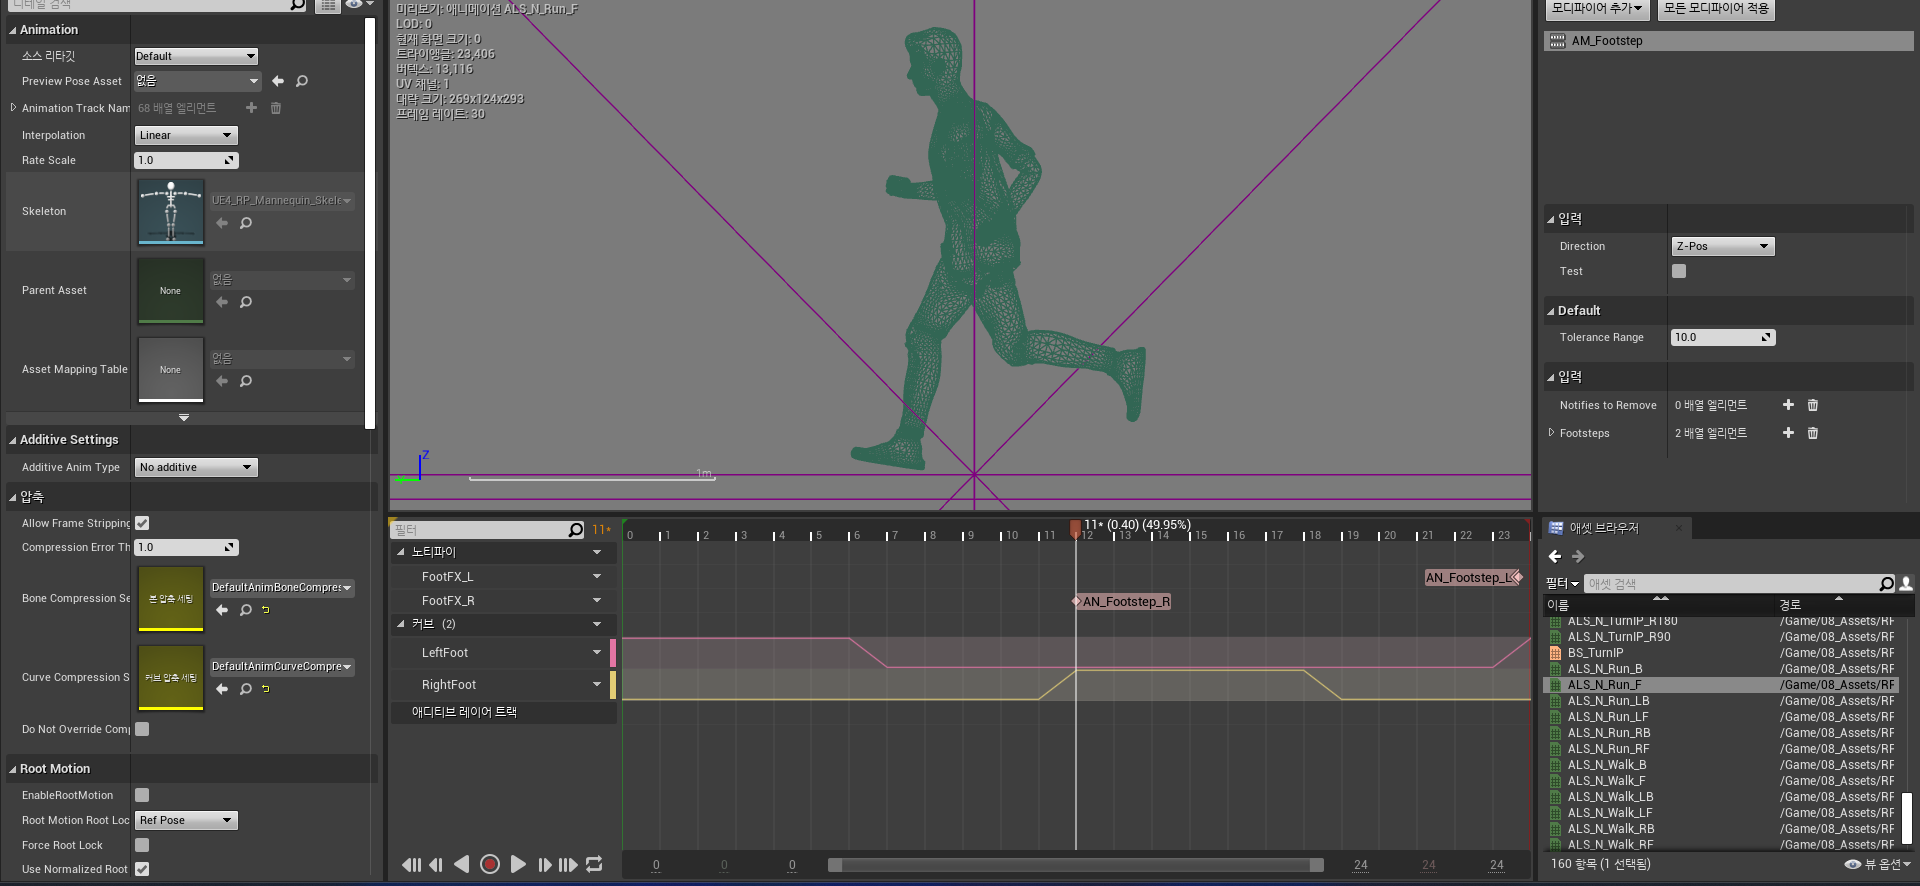 디테일 검색
Animation
소스 리타깃
Default
Preview Pose Asset
없음
Animation Track Nam
68 배열 엘리먼트
Interpolation
Linear
Rate Scale
1.0
Skeleton
UE4_RP_Mannequin_Skele
Parent Asset
None
없음
Asset Mapping Table
None
없음
Additive Settings
Additive Anim Type
No additive
압축
Allow Frame Stripping
Compression Error Th
1.0
Bone Compression Se
본 압축 세팅
DefaultAnimBoneCompres
Curve Compression S
커브 압축 세팅
DefaultAnimCurveCompre
Do Not Override Comp
Root Motion
EnableRootMotion
Root Motion Root Loc
Ref Pose
Force Root Lock
Use Normalized Root
미리보기: 애니메이션 ALS_N_Run_F
LOD: 0
현재 화면 크기: 0
트라이앵글: 23,406
버텍스: 13,116
UV 채널: 1
대략 크기: 269x124x293
프레임 레이트: 30
Z
Y
1m
필터
11*
11* (0.40) (49.95%)
0 1 2 3 4 5 6 7 8 9 10 11 12 13 14 15 16 17 18 19 20 21 22 23
노티파이
FootFX_L
AN_Footstep_L
FootFX_R
AN_Footstep_R
커브 (2)
LeftFoot
RightFoot
애디티브 레이어 트랙
0 0 0 24 24 24
모디파이어 추가
모든 모디파이어 적용
AM_Footstep
입력
Direction
Z-Pos
Test
Default
Tolerance Range
10.0
입력
Notifies to Remove
0 배열 엘리먼트
Footsteps
2 배열 엘리먼트
애셋 브라우저
필터
애셋 검색
이름 경로
ALS_N_TurnIP_R180 /Game/08_Assets/RF
ALS_N_TurnIP_R90 /Game/08_Assets/RF
BS_TurnIP /Game/08_Assets/RF
ALS_N_Run_B /Game/08_Assets/RF
ALS_N_Run_F /Game/08_Assets/RF
ALS_N_Run_LB /Game/08_Assets/RF
ALS_N_Run_LF /Game/08_Assets/RF
ALS_N_Run_RB /Game/08_Assets/RF
ALS_N_Run_RF /Game/08_Assets/RF
ALS_N_Walk_B /Game/08_Assets/RF
ALS_N_Walk_F /Game/08_Assets/RF
ALS_N_Walk_LB /Game/08_Assets/RF
ALS_N_Walk_LF /Game/08_Assets/RF
ALS_N_Walk_RB /Game/08_Assets/RF
ALS_N_Walk_RF /Game/08_Assets/RF
160 항목 (1 선택됨)
뷰 옵션